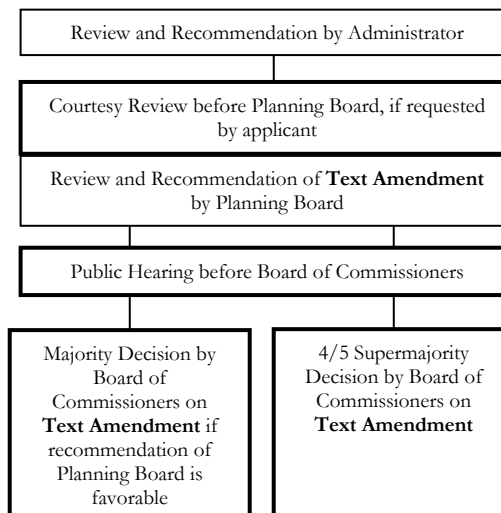 Review and Recommendation by Administrator
Courtesy Review before Planning Board, if requested
by applicant
Review and Recommendation of Text Amendment
by Planning Board
Public Hearing before Board of Commissioners
Majority Decision by
Board of
Commissioners on
Text Amendment if
recommendation of
Planning Board is
favorable
4/5 Supermajority
Decision by Board of
Commissioners on
Text Amendment